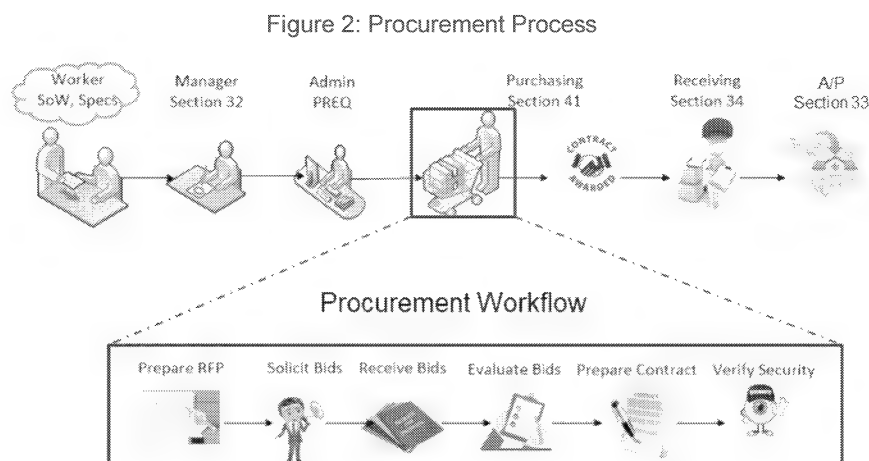 Figure 2: Procurement Process
Worker
SoW, Specs
Manager
Section 32
Admin
PREQ
Purchasing
Section 41
CONTRACT
AWARDED
Receiving
Section 34
A/P
Section 33
Procurement Workflow
Prepare RFP
Solicit Bids
Receive Bids
Evaluate Bids
Prepare Contract
Verify Security